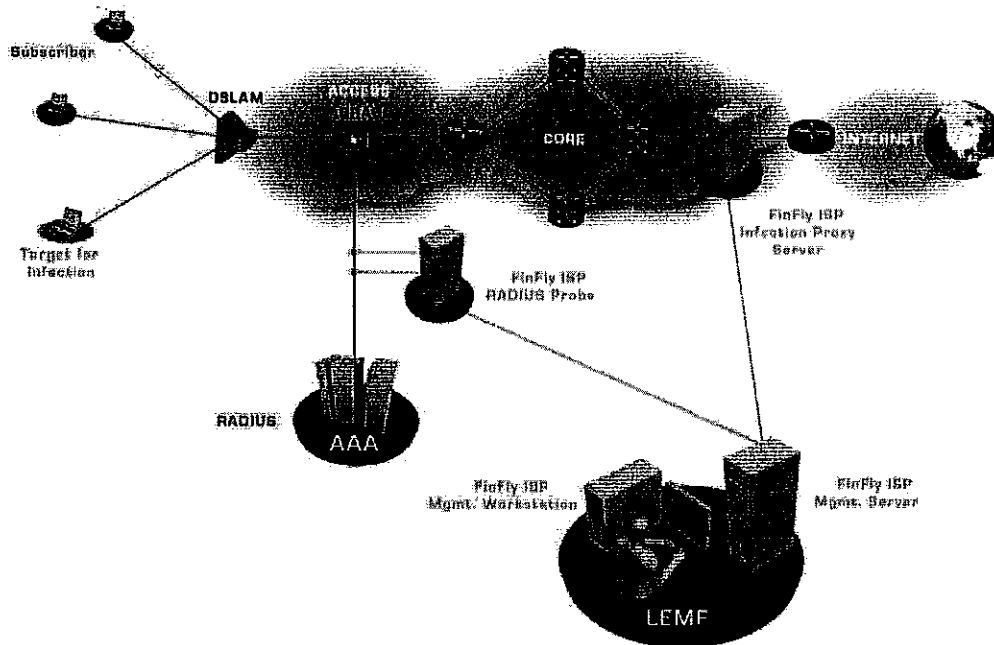 Subscriber
DSLAM
ACCESS
CORE
INTERNET
Target for
Infection
FinFly ISP
RADIUS Probe
FinFly ISP
Infection Proxy
Server
RADIUS
AAA
FinFly ISP
Mgmt. Workstation
FinFly ISP
Mgmt. Server
LEMF